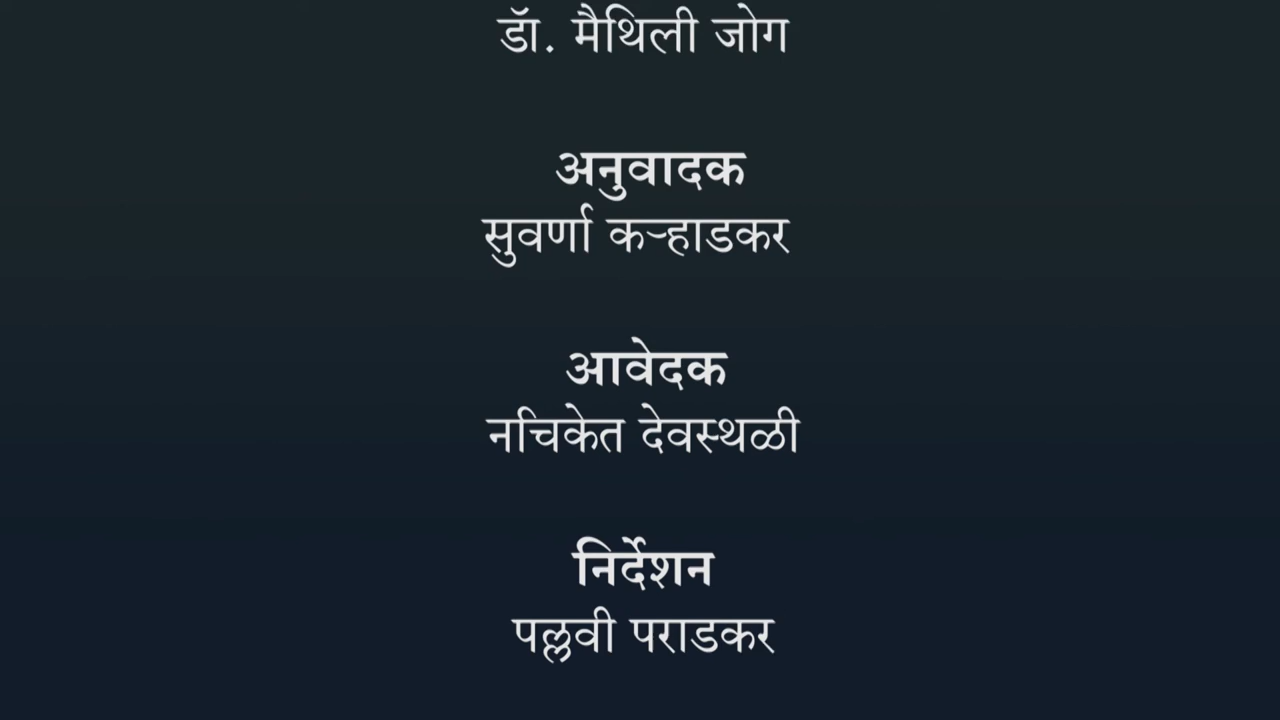 डॉ. मैथिली जोग
अनुवादक
सुवर्णा कऱ्हाडकर
आवेदक
नचिकेत देवस्थळी
निर्देशन
पल्लवी पराडकर